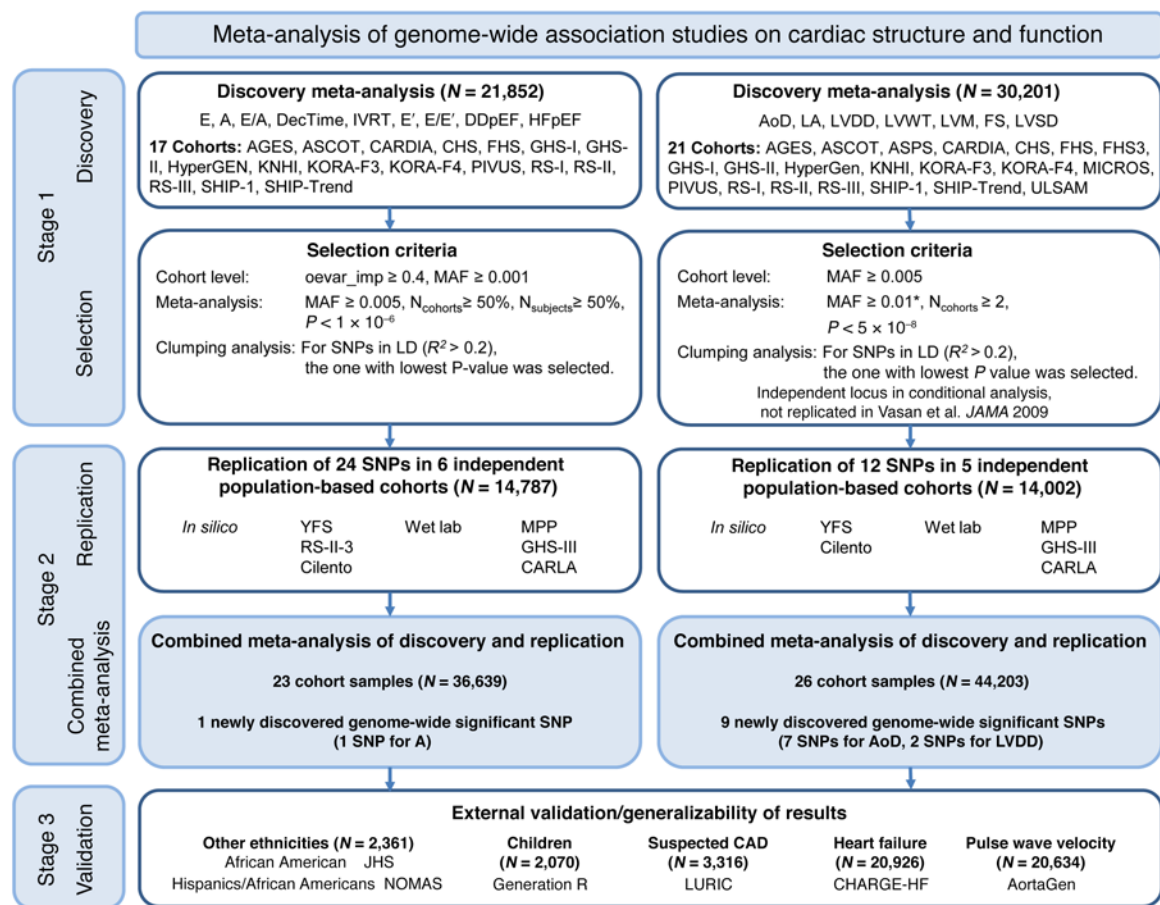 Meta-analysis of genome-wide association studies on cardiac structure and function
Stage 1
Discovery
Selection
Discovery meta-analysis (N = 21,852)
E, A, E/A, DecTime, IVRT, E′, E/E′, DDpEF, HFpEF
17 Cohorts: AGES, ASCOT, CARDIA, CHS, FHS, GHS-I, GHS-
II, HyperGEN, KNHI, KORA-F3, KORA-F4, PIVUS, RS-I, RS-II,
RS-III, SHIP-1, SHIP-Trend
Discovery meta-analysis (N = 30,201)
AoD, LA, LVDD, LVWT, LVM, FS, LVSD
21 Cohorts: AGES, ASCOT, ASPS, CARDIA, CHS, FHS, FHS3,
GHS-I, GHS-II, HyperGen, KNHI, KORA-F3, KORA-F4, MICROS,
PIVUS, RS-I, RS-II, RS-III, SHIP-1, SHIP-Trend, ULSAM
Selection criteria
Cohort level: oevar_imp ≥ 0.4, MAF ≥ 0.001
Meta-analysis: MAF ≥ 0.005, Ncohorts ≥ 50%, Nsubjects ≥ 50%,
P < 1 × 10⁻⁶
Clumping analysis: For SNPs in LD (R² > 0.2),
the one with lowest P-value was selected.
Selection criteria
Cohort level: MAF ≥ 0.005
Meta-analysis: MAF ≥ 0.01*, Ncohorts ≥ 2,
P < 5 × 10⁻⁸
Clumping analysis: For SNPs in LD (R² > 0.2),
the one with lowest P value was selected.
Independent locus in conditional analysis,
not replicated in Vasan et al. JAMA 2009
Stage 2
Replication
Combined
meta-analysis
Replication of 24 SNPs in 6 independent
population-based cohorts (N = 14,787)
In silico YFS Wet lab MPP
RS-II-3 GHS-III
Cilento CARLA
Replication of 12 SNPs in 5 independent
population-based cohorts (N = 14,002)
In silico YFS Wet lab MPP
Cilento GHS-III
CARLA
Combined meta-analysis of discovery and replication
23 cohort samples (N = 36,639)
1 newly discovered genome-wide significant SNP
(1 SNP for A)
Combined meta-analysis of discovery and replication
26 cohort samples (N = 44,203)
9 newly discovered genome-wide significant SNPs
(7 SNPs for AoD, 2 SNPs for LVDD)
Stage 3
Validation
External validation/generalizability of results
Other ethnicities (N = 2,361)
African American JHS
Hispanics/African Americans NOMAS
Children
(N = 2,070)
Generation R
Suspected CAD
(N = 3,316)
LURIC
Heart failure
(N = 20,926)
CHARGE-HF
Pulse wave velocity
(N = 20,634)
AortaGen